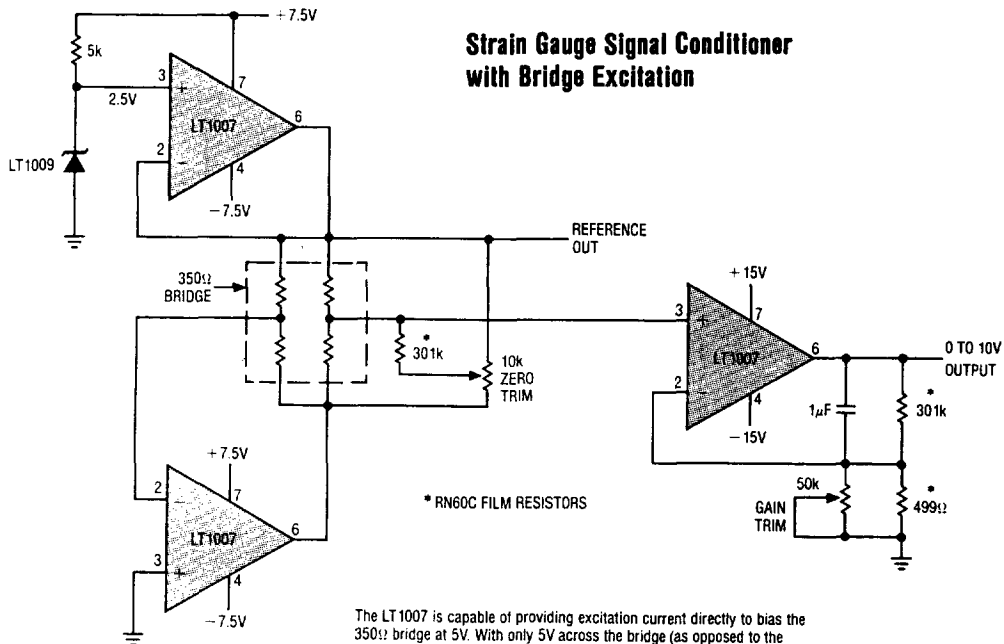 +7.5V
Strain Gauge Signal Conditioner
with Bridge Excitation
5k
3
+
7
2.5V
LT1007
6
LT1009
2
−
4
−7.5V
REFERENCE
OUT
350Ω
BRIDGE
+15V
3
+
7
*
301k
10k
ZERO
TRIM
LT1007
6
0 TO 10V
OUTPUT
2
−
4
−15V
1µF
*
301k
+7.5V
2
−
7
* RN60C FILM RESISTORS
50k
GAIN
TRIM
*
499Ω
LT1007
6
3
+
4
−7.5V
The LT1007 is capable of providing excitation current directly to bias the
350Ω bridge at 5V. With only 5V across the bridge (as opposed to the